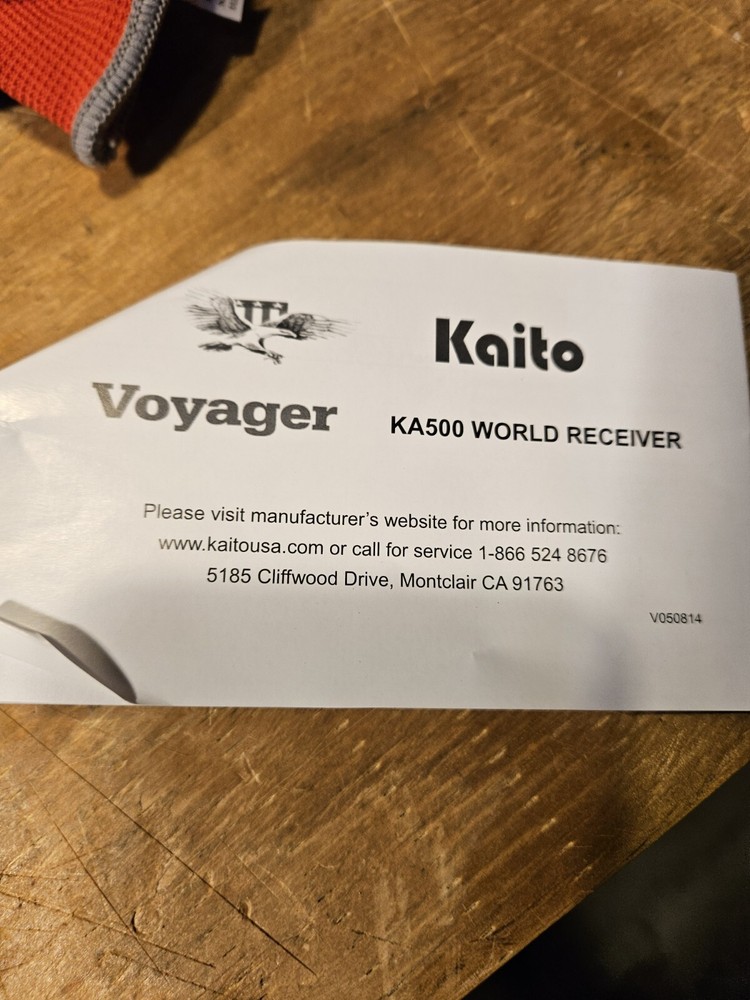 Voyager
Kaito
KA500 WORLD RECEIVER
Please visit manufacturer's website for more information:
www.kaitousa.com or call for service 1-866 524 8676
5185 Cliffwood Drive, Montclair CA 91763
V050814